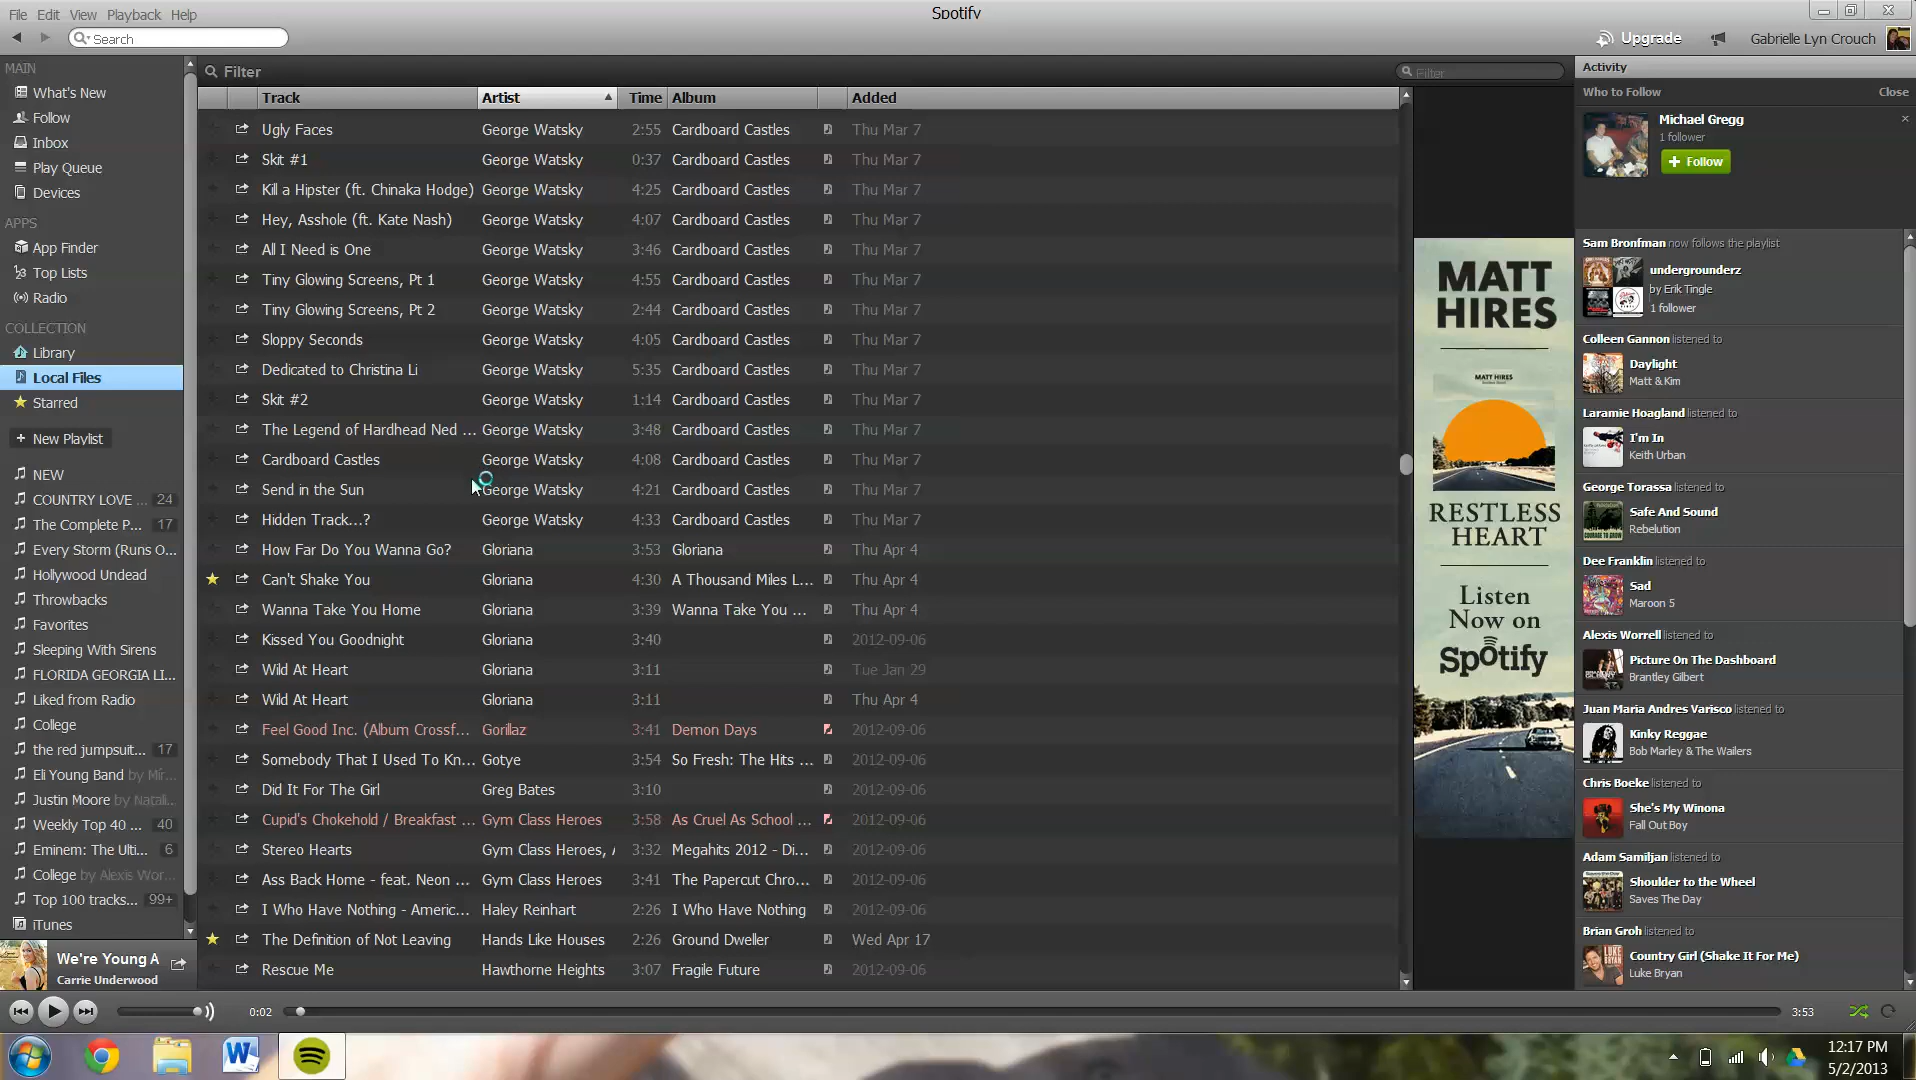 File Edit View Playback Help
Spotify
Search
Upgrade
Gabrielle Lyn Crouch
MAIN
What's New
Follow
Inbox
Play Queue
Devices
APPS
App Finder
Top Lists
Radio
COLLECTION
Library
Local Files
Starred
+ New Playlist
NEW
COUNTRY LOVE ... 24
The Complete P... 17
Every Storm (Runs O...
Hollywood Undead
Throwbacks
Favorites
Sleeping With Sirens
FLORIDA GEORGIA LI...
Liked from Radio
College
the red jumpsuit... 17
Eli Young Band by Mír...
Justin Moore by Natali...
Weekly Top 40 ... 40
Eminem: The Ulti... 6
College by Alexis Wor...
Top 100 tracks... 99+
iTunes
We're Young A
Carrie Underwood
Filter
Filter
Track Artist Time Album Added
Ugly Faces George Watsky 2:55 Cardboard Castles Thu Mar 7
Skit #1 George Watsky 0:37 Cardboard Castles Thu Mar 7
Kill a Hipster (ft. Chinaka Hodge) George Watsky 4:25 Cardboard Castles Thu Mar 7
Hey, Asshole (ft. Kate Nash) George Watsky 4:07 Cardboard Castles Thu Mar 7
All I Need is One George Watsky 3:46 Cardboard Castles Thu Mar 7
Tiny Glowing Screens, Pt 1 George Watsky 4:55 Cardboard Castles Thu Mar 7
Tiny Glowing Screens, Pt 2 George Watsky 2:44 Cardboard Castles Thu Mar 7
Sloppy Seconds George Watsky 4:05 Cardboard Castles Thu Mar 7
Dedicated to Christina Li George Watsky 5:35 Cardboard Castles Thu Mar 7
Skit #2 George Watsky 1:14 Cardboard Castles Thu Mar 7
The Legend of Hardhead Ned ... George Watsky 3:48 Cardboard Castles Thu Mar 7
Cardboard Castles George Watsky 4:08 Cardboard Castles Thu Mar 7
Send in the Sun George Watsky 4:21 Cardboard Castles Thu Mar 7
Hidden Track...? George Watsky 4:33 Cardboard Castles Thu Mar 7
How Far Do You Wanna Go? Gloriana 3:53 Gloriana Thu Apr 4
Can't Shake You Gloriana 4:30 A Thousand Miles L... Thu Apr 4
Wanna Take You Home Gloriana 3:39 Wanna Take You ... Thu Apr 4
Kissed You Goodnight Gloriana 3:40 2012-09-06
Wild At Heart Gloriana 3:11 Tue Jan 29
Wild At Heart Gloriana 3:11 Thu Apr 4
Feel Good Inc. (Album Crossf... Gorillaz 3:41 Demon Days 2012-09-06
Somebody That I Used To Kn... Gotye 3:54 So Fresh: The Hits ... 2012-09-06
Did It For The Girl Greg Bates 3:10 2012-09-06
Cupid's Chokehold / Breakfast ... Gym Class Heroes 3:58 As Cruel As School ... 2012-09-06
Stereo Hearts Gym Class Heroes, 3:32 Megahits 2012 - Di... 2012-09-06
Ass Back Home - feat. Neon ... Gym Class Heroes 3:41 The Papercut Chro... 2012-09-06
I Who Have Nothing - Americ... Haley Reinhart 2:26 I Who Have Nothing 2012-09-06
The Definition of Not Leaving Hands Like Houses 2:26 Ground Dweller Wed Apr 17
Rescue Me Hawthorne Heights 3:07 Fragile Future 2012-09-06
MATT
HIRES
MATT HIRES
RESTLESS
HEART
Listen
Now on
Spotify
Activity
Who to Follow Close
Michael Gregg
1 follower
+ Follow
Sam Bronfman now follows the playlist
undergrounderz
by Erik Tingle
1 follower
Colleen Gannon listened to
Daylight
Matt & Kim
Laramie Hoagland listened to
I'm In
Keith Urban
George Torassa listened to
Safe And Sound
Rebelution
Dee Franklin listened to
Sad
Maroon 5
Alexis Worrell listened to
Picture On The Dashboard
Brantley Gilbert
Juan Maria Andres Varisco listened to
Kinky Reggae
Bob Marley & The Wailers
Chris Boeke listened to
She's My Winona
Fall Out Boy
Adam Samiljan listened to
Shoulder to the Wheel
Saves The Day
Brian Groh listened to
Country Girl (Shake It For Me)
Luke Bryan
0:02
3:53
12:17 PM
5/2/2013